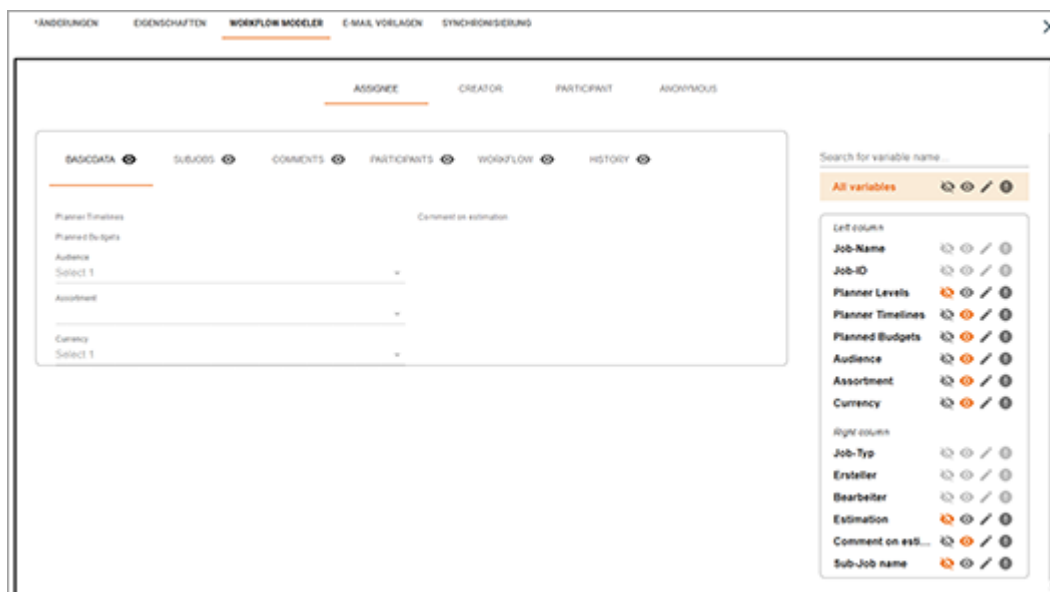 *ÄNDERUNGEN EIGENSCHAFTEN WORKFLOW MODELER E-MAIL VORLAGEN SYNCHRONISIERUNG
ASSIGNEE CREATOR PARTICIPANT ANONYMOUS
BASICDATA SUBJOBS COMMENTS PARTICIPANTS WORKFLOW HISTORY
Planner Timelines
Comment on estimation
Planned Budgets
Audience
Select 1
Assortment
Currency
Select 1
Search for variable name ...
All variables
Left column
Job-Name
Job-ID
Planner Levels
Planner Timelines
Planned Budgets
Audience
Assortment
Currency
Right column
Job-Typ
Ersteller
Bearbeiter
Estimation
Comment on esti...
Sub-Job name